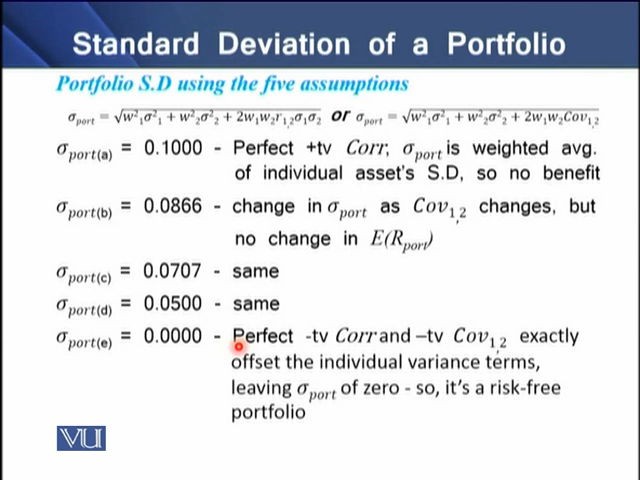 Standard Deviation of a Portfolio
Portfolio S.D using the five assumptions
σport = √w²₁σ²₁ + w²₂σ²₂ + 2w₁w₂r₁,₂σ₁σ₂ or σport = √w²₁σ²₁ + w²₂σ²₂ + 2w₁w₂Cov₁,₂
σport(a) = 0.1000 - Perfect +tv Corr; σport is weighted avg.
of individual asset's S.D, so no benefit
σport(b) = 0.0866 - change in σport as Cov₁,₂ changes, but
no change in E(Rport)
σport(c) = 0.0707 - same
σport(d) = 0.0500 - same
σport(e) = 0.0000 - Perfect -tv Corr and –tv Cov₁,₂ exactly
offset the individual variance terms,
leaving σport of zero - so, it's a risk-free
portfolio
VU